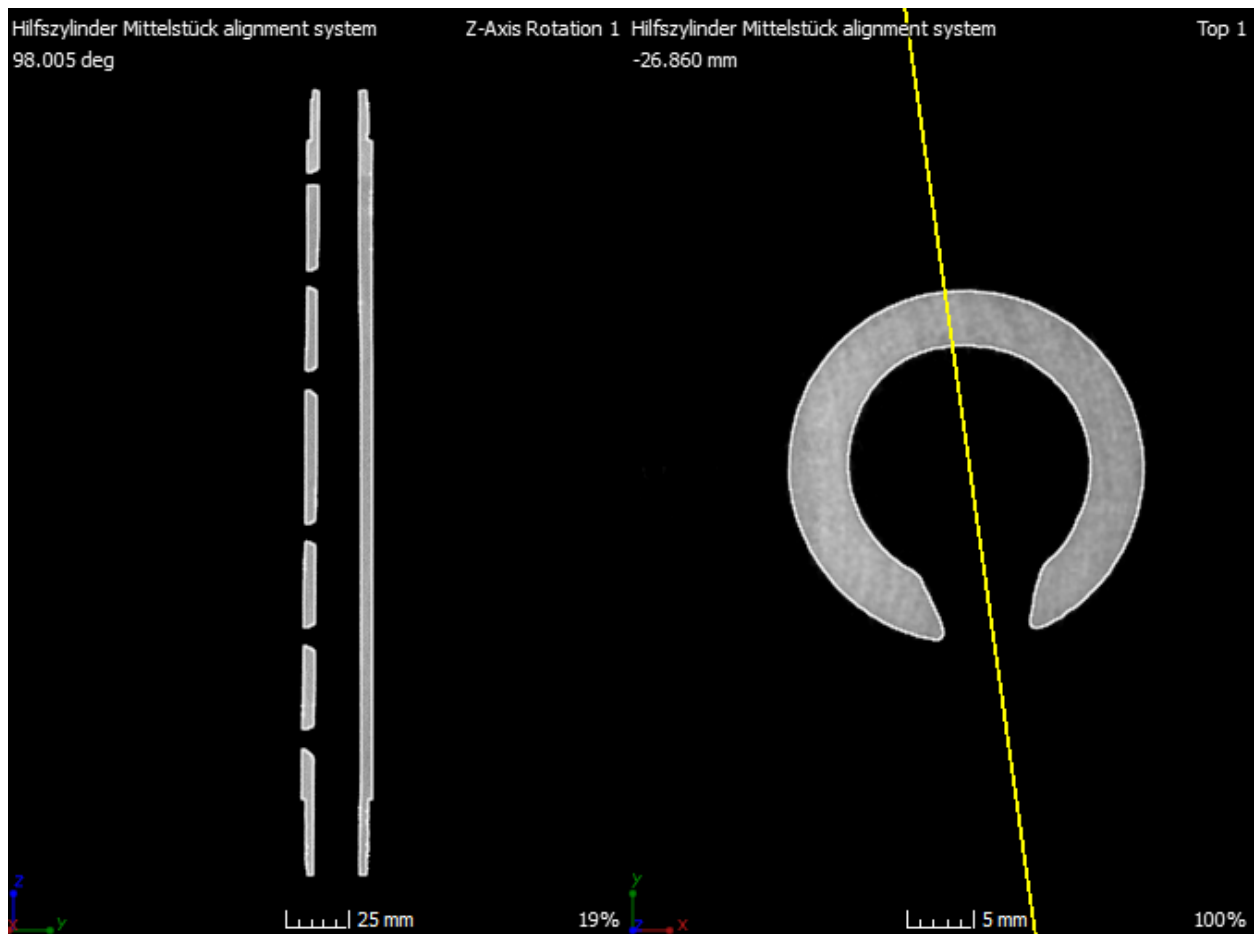 Hilfszylinder Mittelstück alignment system
Z-Axis Rotation 1
98.005 deg
z
x
y
25 mm
19%
Hilfszylinder Mittelstück alignment system
Top 1
-26.860 mm
y
z
x
5 mm
100%